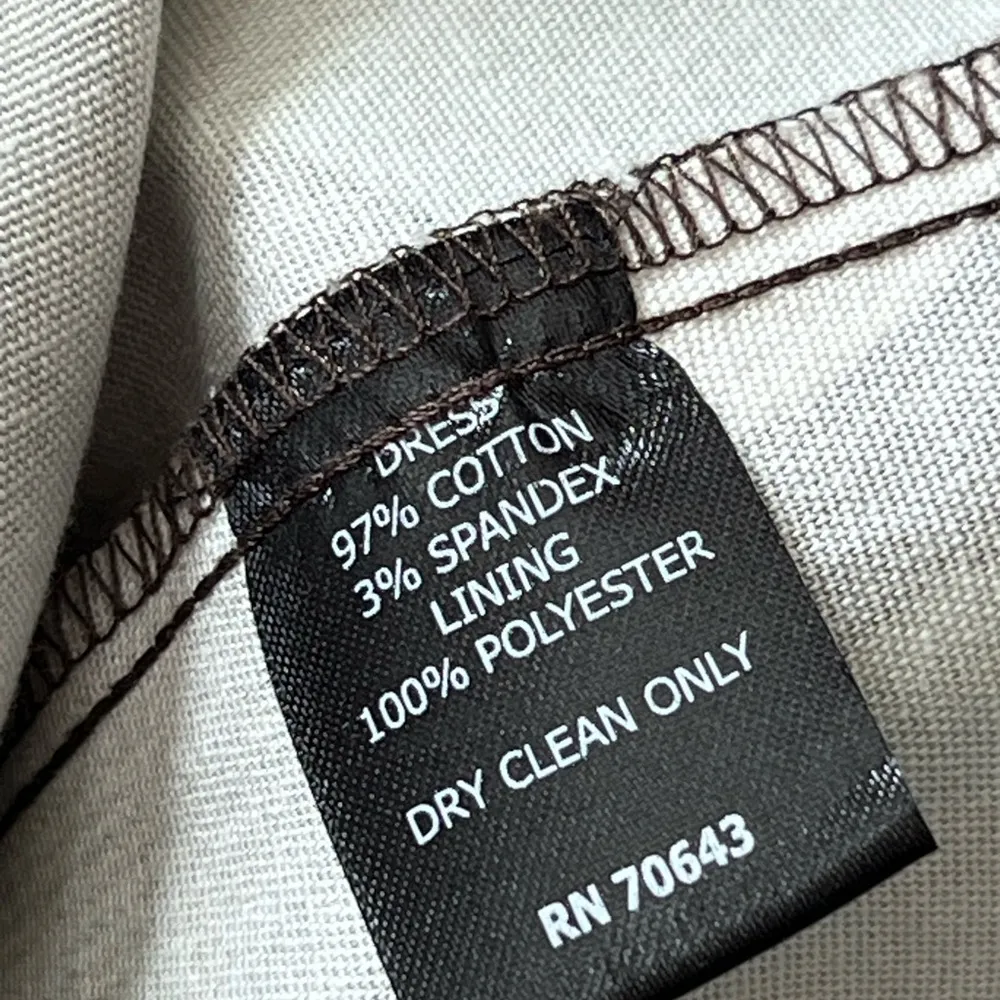 DRESS
97% COTTON
3% SPANDEX
LINING
100% POLYESTER
DRY CLEAN ONLY
RN 70643